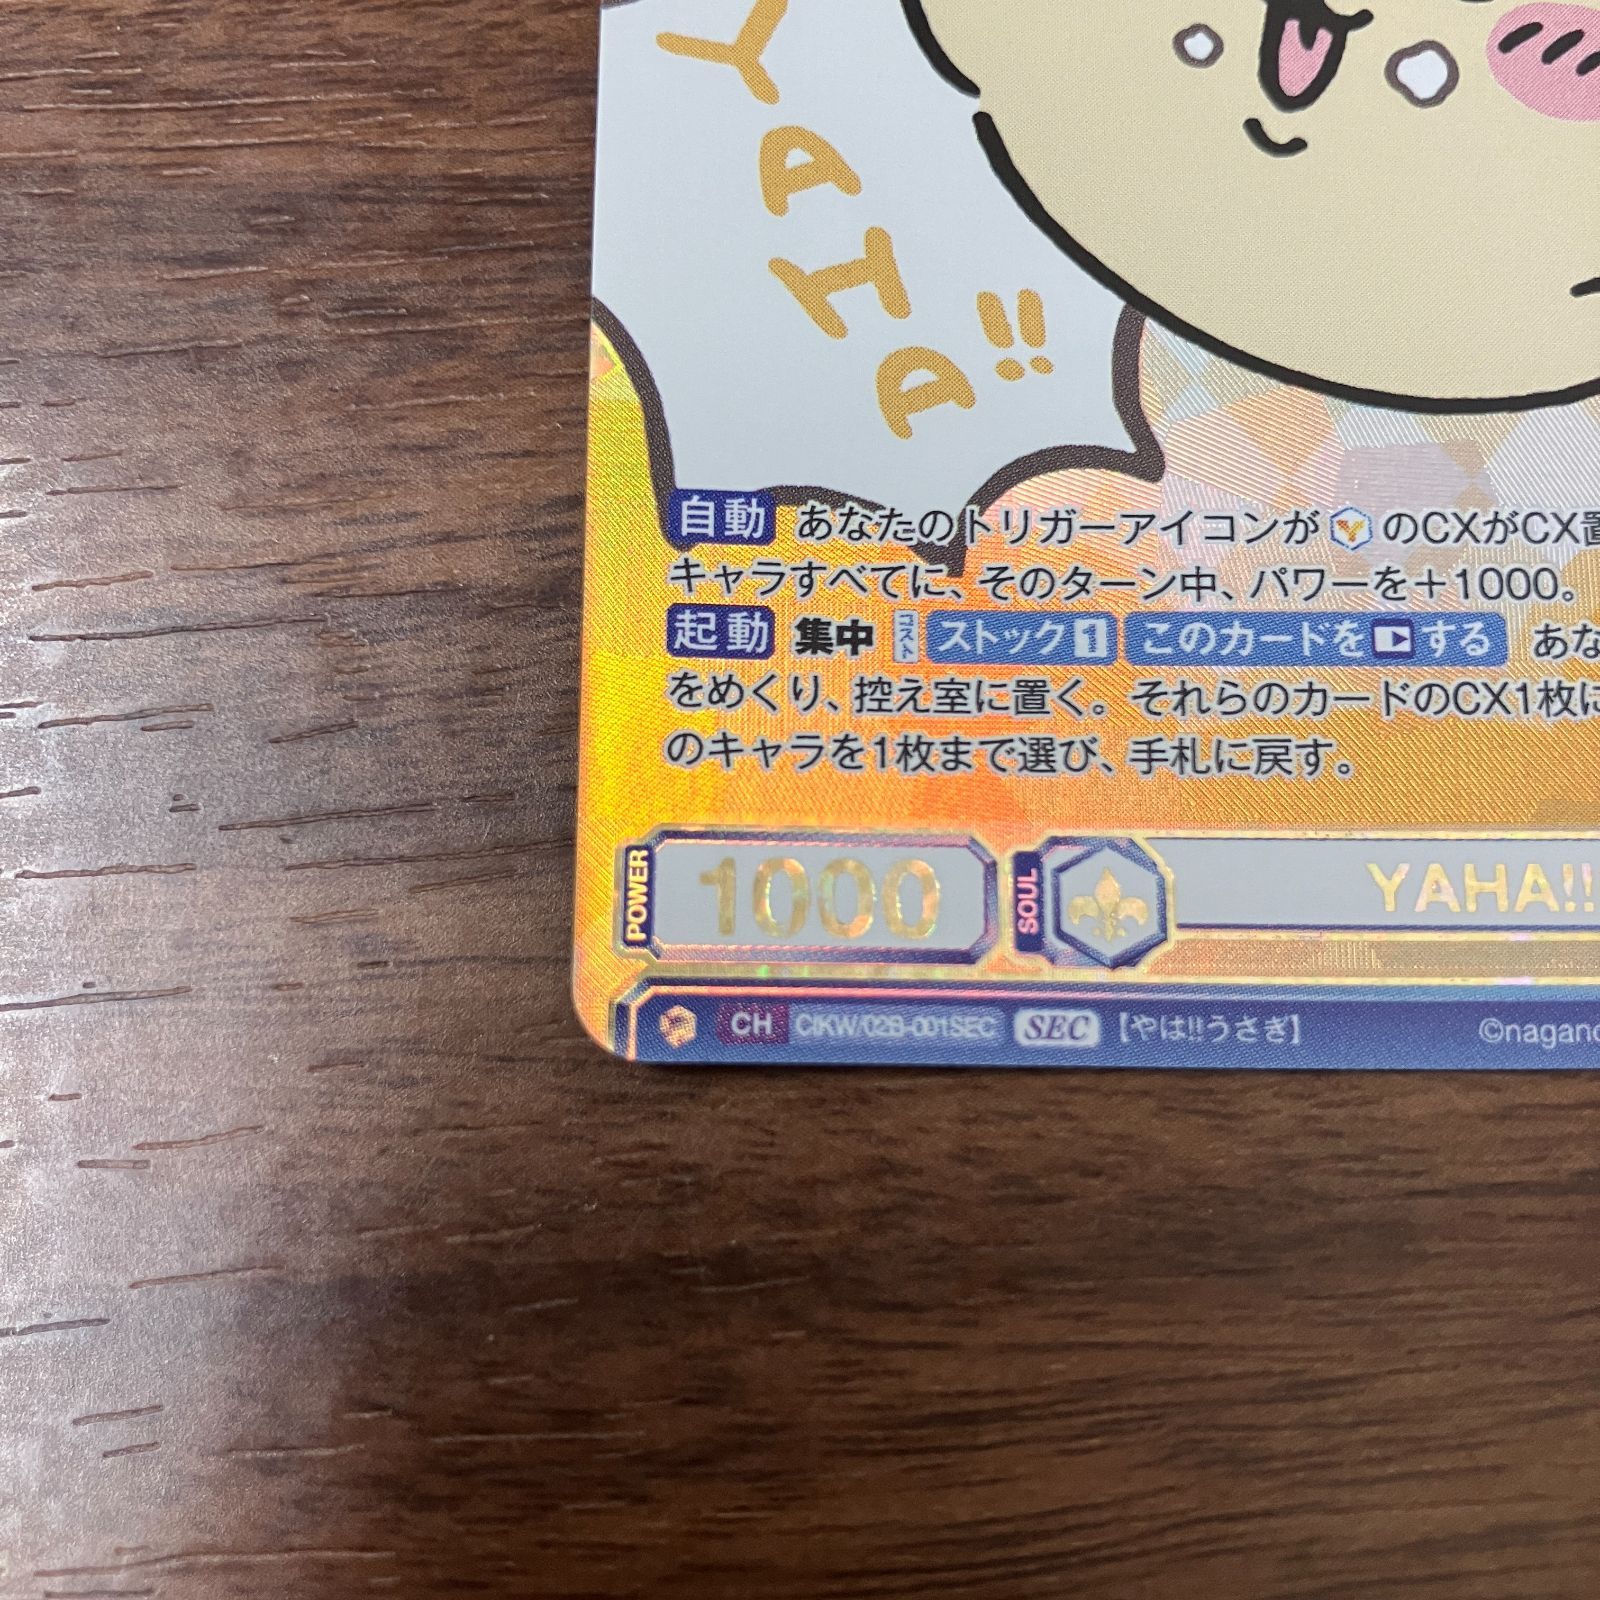 YAHA!!
自動 あなたのトリガーアイコンが のCXがCX置
キャラすべてに、そのターン中、パワーを＋1000。
起動 集中 コスト ストック1 このカードを する あな
をめくり、控え室に置く。それらのカードのCX1枚に
のキャラを1枚まで選び、手札に戻す。
POWER 1000 SOUL YAHA!!
CH CIKW/02B-001SEC SEC 【やは!!うさぎ】 ©nagano